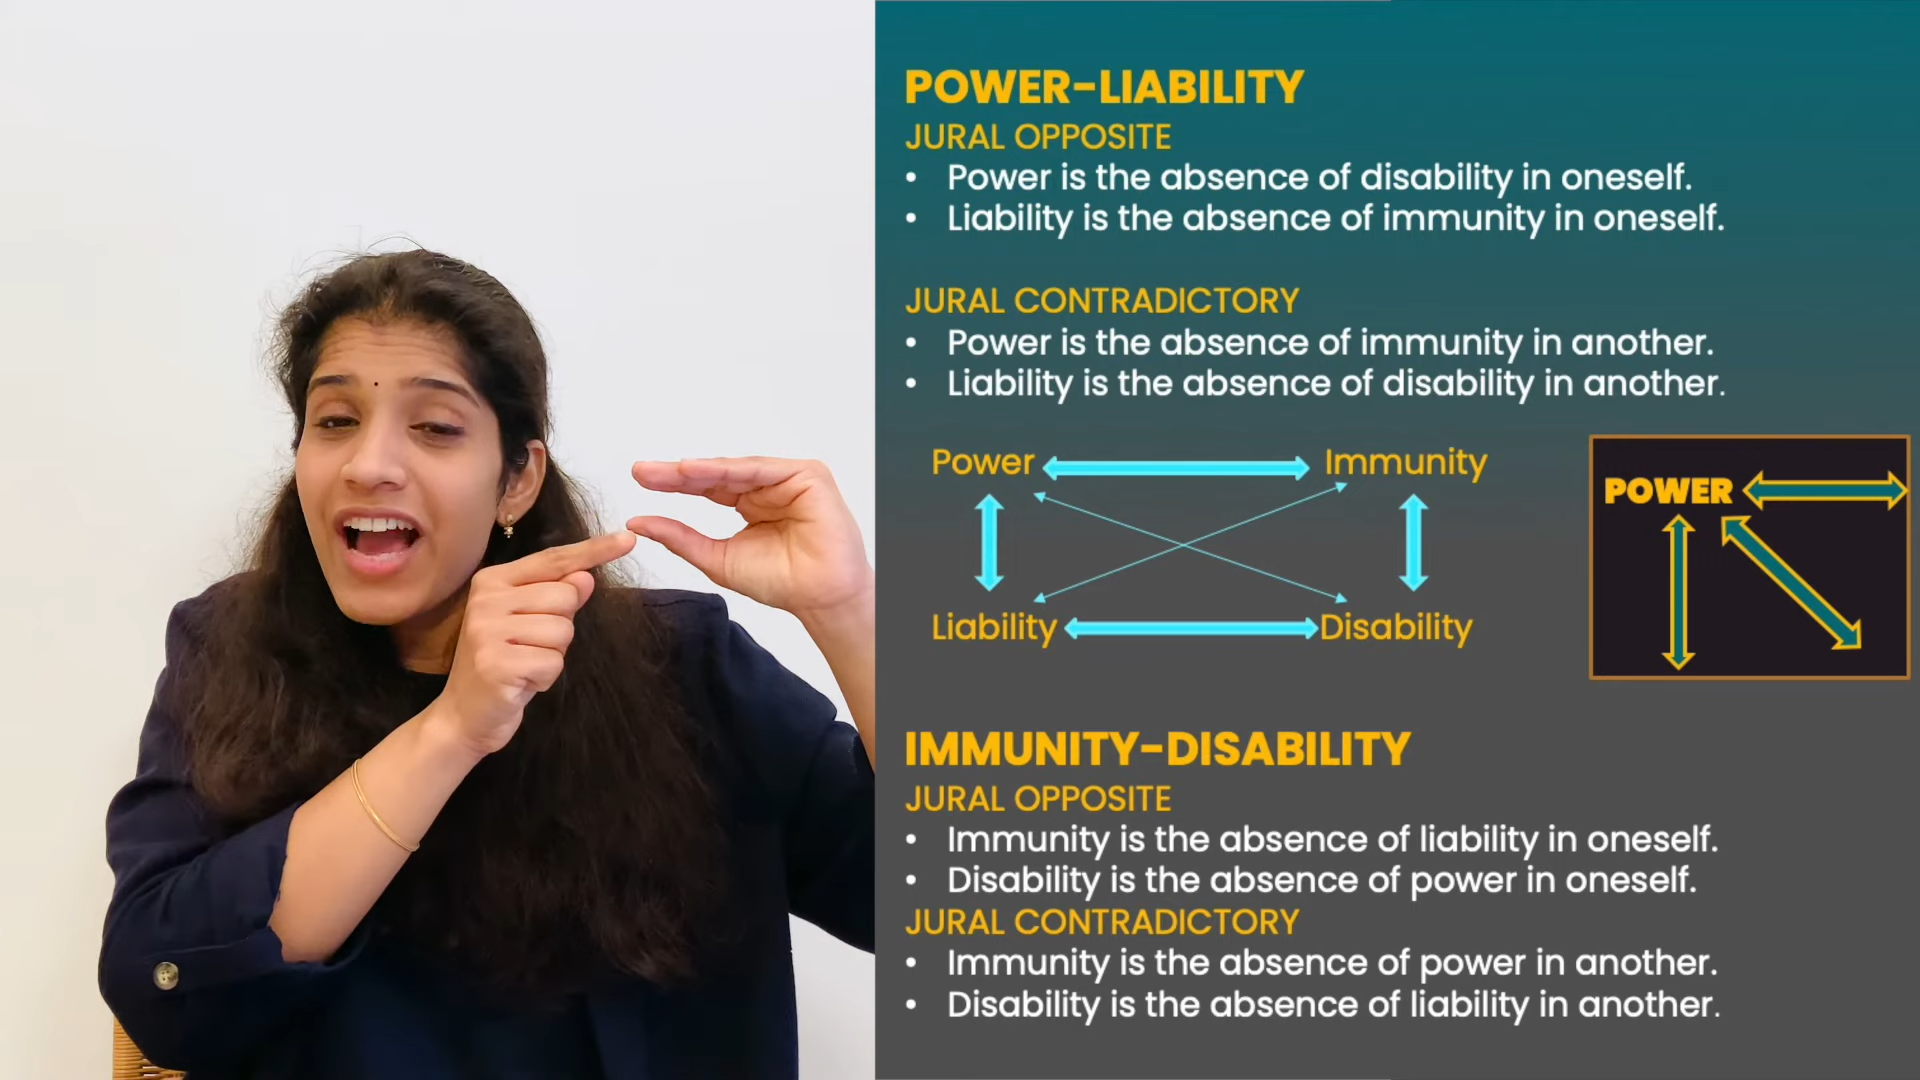 POWER-LIABILITY
JURAL OPPOSITE
• Power is the absence of disability in oneself.
• Liability is the absence of immunity in oneself.
JURAL CONTRADICTORY
• Power is the absence of immunity in another.
• Liability is the absence of disability in another.
Power Immunity
POWER
Liability Disability
IMMUNITY-DISABILITY
JURAL OPPOSITE
• Immunity is the absence of liability in oneself.
• Disability is the absence of power in oneself.
JURAL CONTRADICTORY
• Immunity is the absence of power in another.
• Disability is the absence of liability in another.